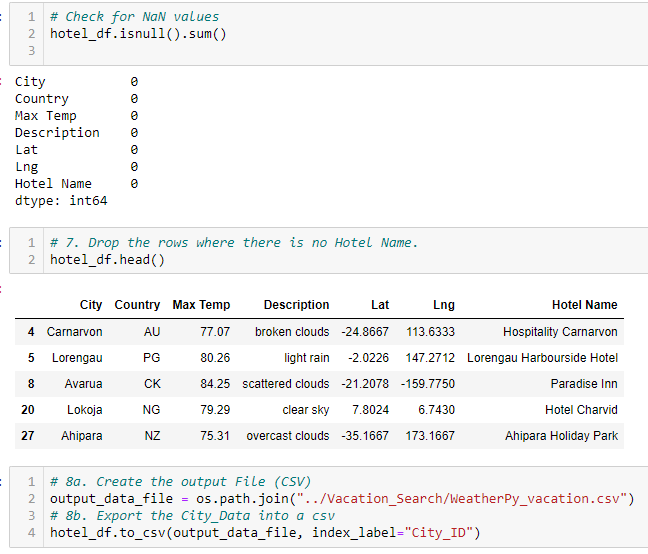 1 # Check for NaN values
2 hotel_df.isnull().sum()
3
City 0
Country 0
Max Temp 0
Description 0
Lat 0
Lng 0
Hotel Name 0
dtype: int64
1 # 7. Drop the rows where there is no Hotel Name.
2 hotel_df.head()
City Country Max Temp Description Lat Lng Hotel Name
4 Carnarvon AU 77.07 broken clouds -24.8667 113.6333 Hospitality Carnarvon
5 Lorengau PG 80.26 light rain -2.0226 147.2712 Lorengau Harbourside Hotel
8 Avarua CK 84.25 scattered clouds -21.2078 -159.7750 Paradise Inn
20 Lokoja NG 79.29 clear sky 7.8024 6.7430 Hotel Charvid
27 Ahipara NZ 75.31 overcast clouds -35.1667 173.1667 Ahipara Holiday Park
1 # 8a. Create the output File (CSV)
2 output_data_file = os.path.join("../Vacation_Search/WeatherPy_vacation.csv")
3 # 8b. Export the City_Data into a csv
4 hotel_df.to_csv(output_data_file, index_label="City_ID")